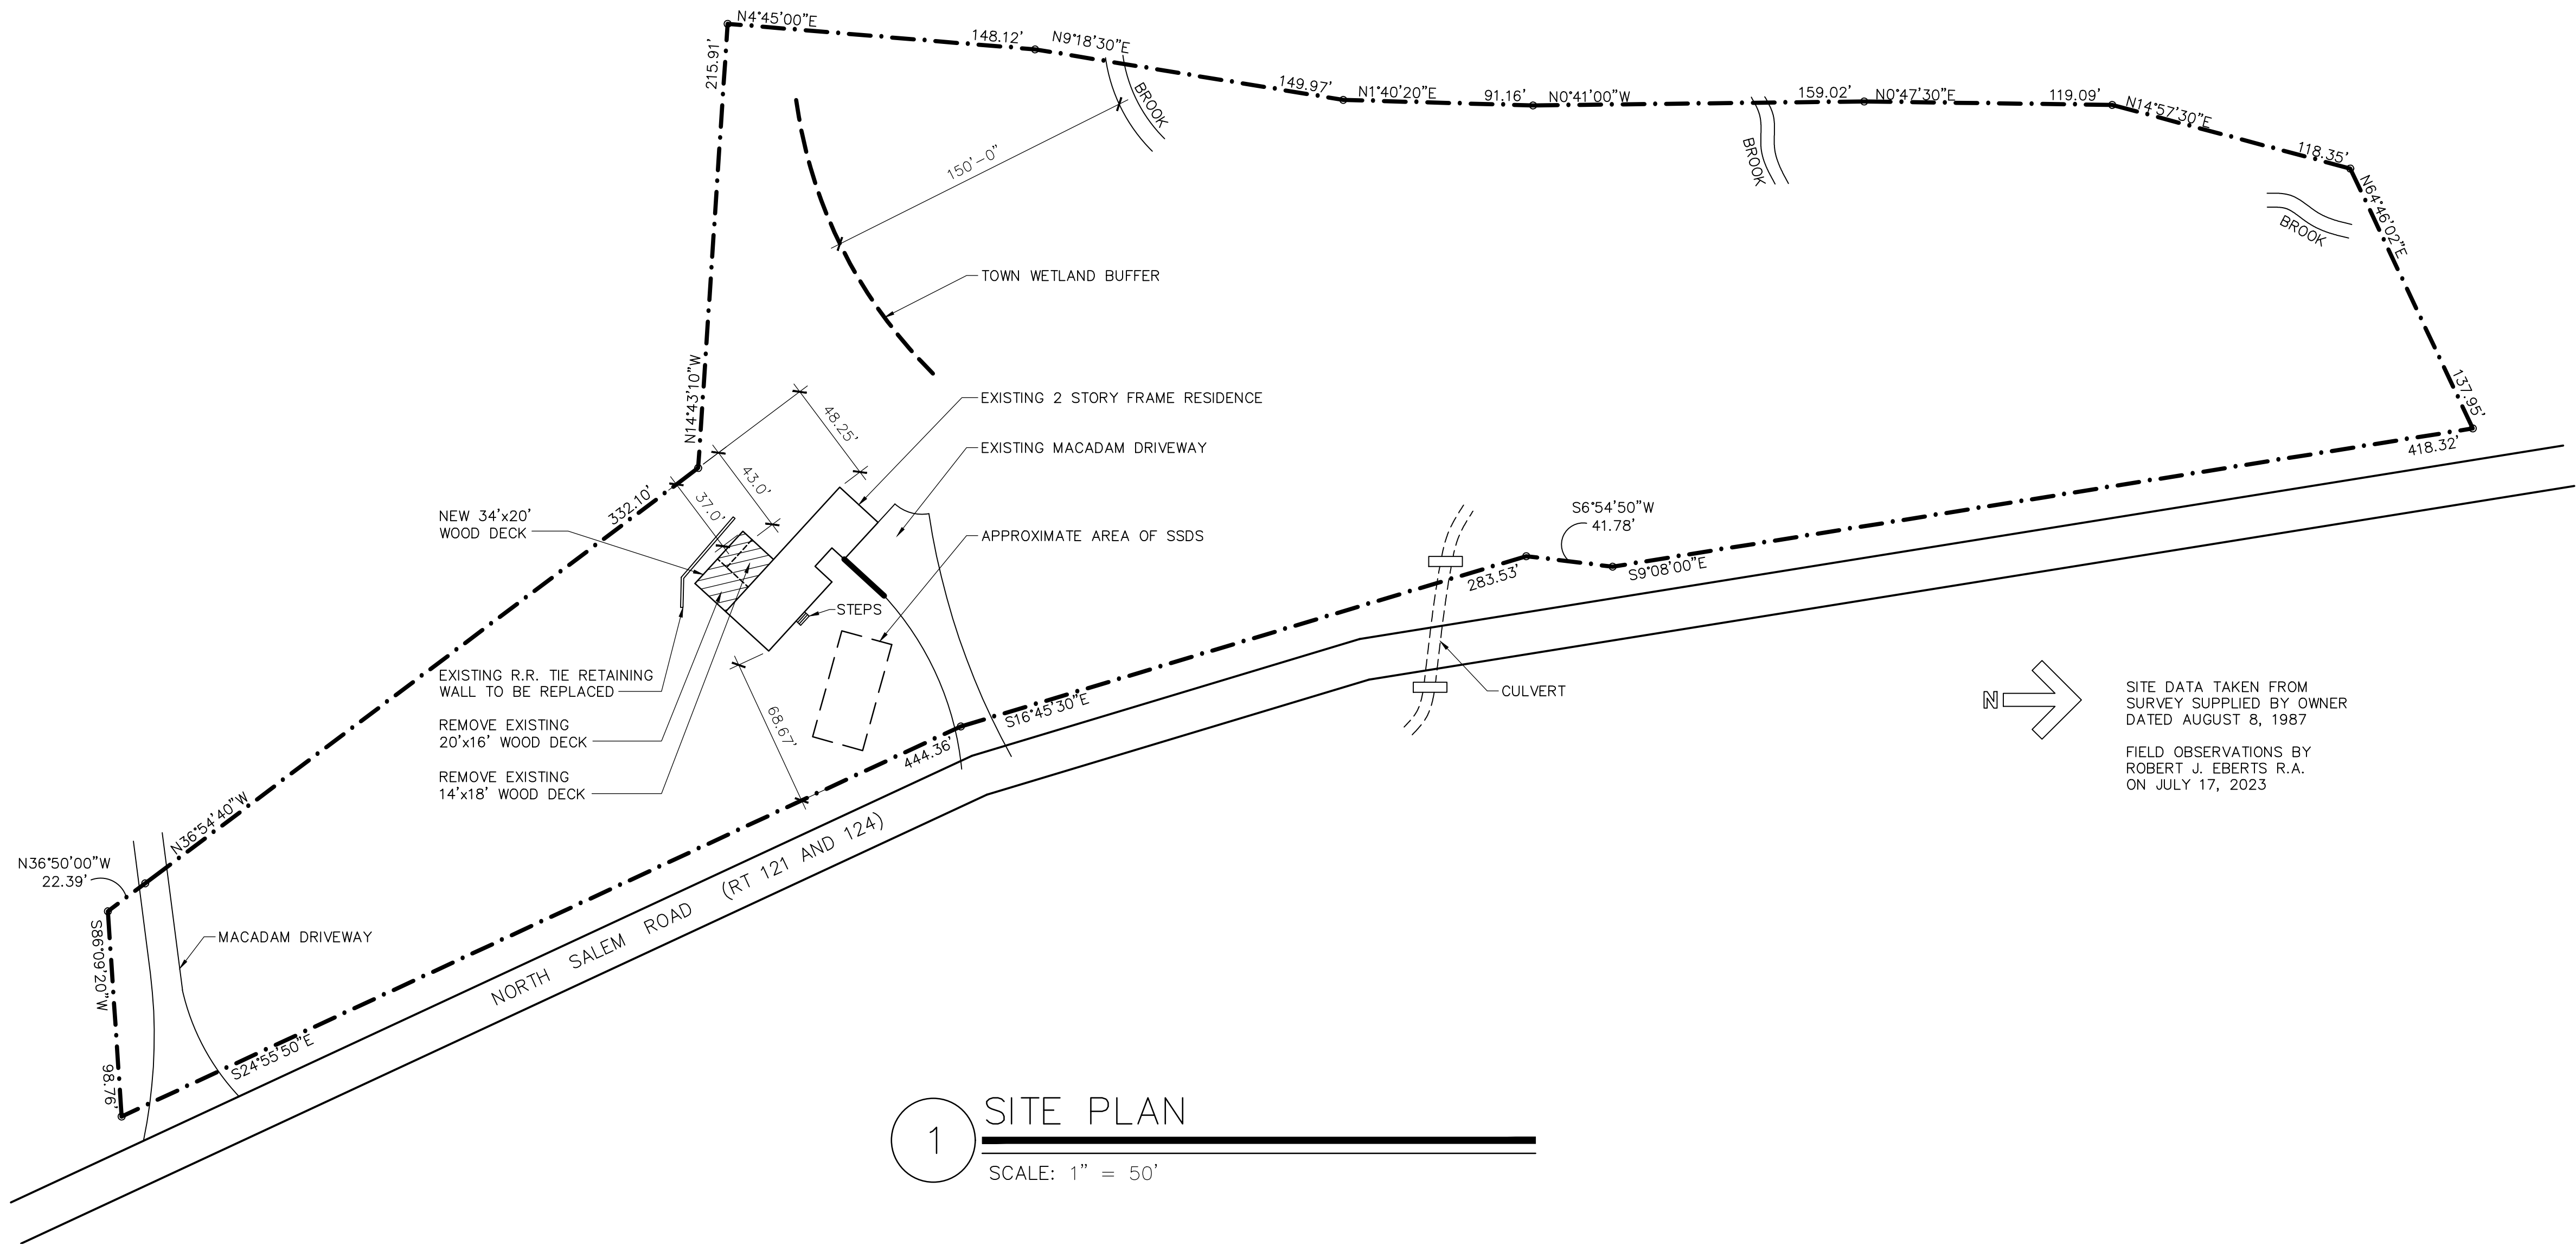 N4°45'00"E
148.12'
N9°18'30"E
149.97'
N1°40'20"E
91.16'
N0°41'00"W
159.02'
N0°47'30"E
119.09'
N14°57'30"E
118.35'
N64°46'02"E
137.95'
215.91'
N14°43'10"W
BROOK
BROOK
BROOK
150'-0"
TOWN WETLAND BUFFER
EXISTING 2 STORY FRAME RESIDENCE
EXISTING MACADAM DRIVEWAY
APPROXIMATE AREA OF SSDS
48.25'
43.0'
37.0'
332.10'
NEW 34'x20'
WOOD DECK
STEPS
EXISTING R.R. TIE RETAINING
WALL TO BE REPLACED
REMOVE EXISTING
20'x16' WOOD DECK
REMOVE EXISTING
14'x18' WOOD DECK
68.67'
418.32'
S6°54'50"W
41.78'
S9°08'00"E
283.53'
S16°45'30"E
CULVERT
444.36'
N36°54'40"W
N36°50'00"W
22.39'
S86°09'20"W
98.76'
MACADAM DRIVEWAY
S24°55'50"E
NORTH SALEM ROAD (RT 121 AND 124)
N
SITE DATA TAKEN FROM
SURVEY SUPPLIED BY OWNER
DATED AUGUST 8, 1987
FIELD OBSERVATIONS BY
ROBERT J. EBERTS R.A.
ON JULY 17, 2023
1
SITE PLAN
SCALE: 1" = 50'